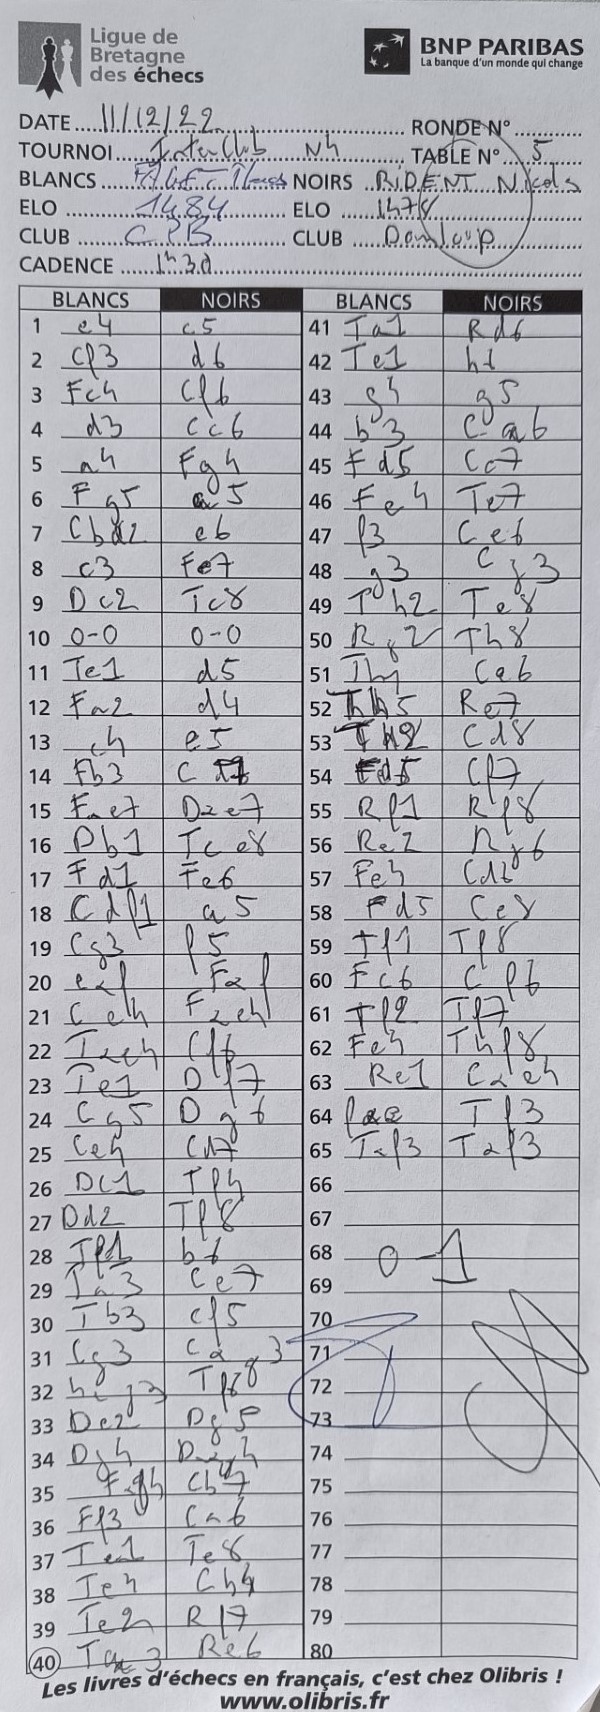 Ligue de
Bretagne
des échecs
BNP PARIBAS
La banque d'un monde qui change
DATE 11/12/22 RONDE N°
TOURNOI Interclub N4 TABLE N° 5
BLANCS NOIRS RIDENT Nicolas
ELO 1484 ELO 1478
CLUB CPB CLUB
CADENCE 1h30
BLANCS NOIRS BLANCS NOIRS
1 e4 c5 41 Ta1 Rd6
2 Cf3 d6 42 Te1 h6
3 Fc4 Cf6 43 g4 g5
4 d3 Cc6 44 b3 Ca6
5 a4 Fg4 45 Fd5 Cc7
6 Fg5 a5 46 Fe4 Te7
7 Cbd2 e6 47 f3 Ce6
8 c3 Fe7 48 g3 Cg3
9 Dc2 Tc8 49 Th2 Te8
10 0-0 0-0 50 Rg2 Th8
11 Te1 d5 51 Th1 Ce6
12 Fa2 d4 52 Th5 Re7
13 c4 e5 53 Th2 Cd8
14 Fb3 C 54 Fd5 Cf7
15 Fxe7 Dxe7 55 Rf1 Rf8
16 Db1 Tce8 56 Re2 Rg6
17 Fd1 Fe6 57 Fe4 Cd6
18 Cdf1 a5 58 Fd5 Ce8
19 Cg3 f5 59 Tf1 Tf8
20 exf Fxf 60 Fc6 Cf6
21 Ce4 Fxe4 61 Tf2 Tf7
22 Txe4 Cf6 62 Fe4 Thf8
23 Te1 Df7 63 Re1 Cxe4
24 Cg5 Dg6 64 Tf3
25 Ce4 Cd7 65 Txf3 Txf3
26 Dc1 Tf4 66
27 Dd2 Tf8 67
28 Tf1 b6 68 0-1
29 Ta3 Ce7 69
30 Tb3 Cf5 70
31 Cg3 Cxg3 71
32 hxg3 72
33 De2 Dg5 73
34 Dg4 Dxg4 74
35 Fxg4 75
36 Ff3 Ca6 76
37 Te1 Te8 77
38 Te4 Cb4 78
39 Te2 Rf7 79
40 Re6 80
Les livres d'échecs en français, c'est chez Olibris !
www.olibris.fr